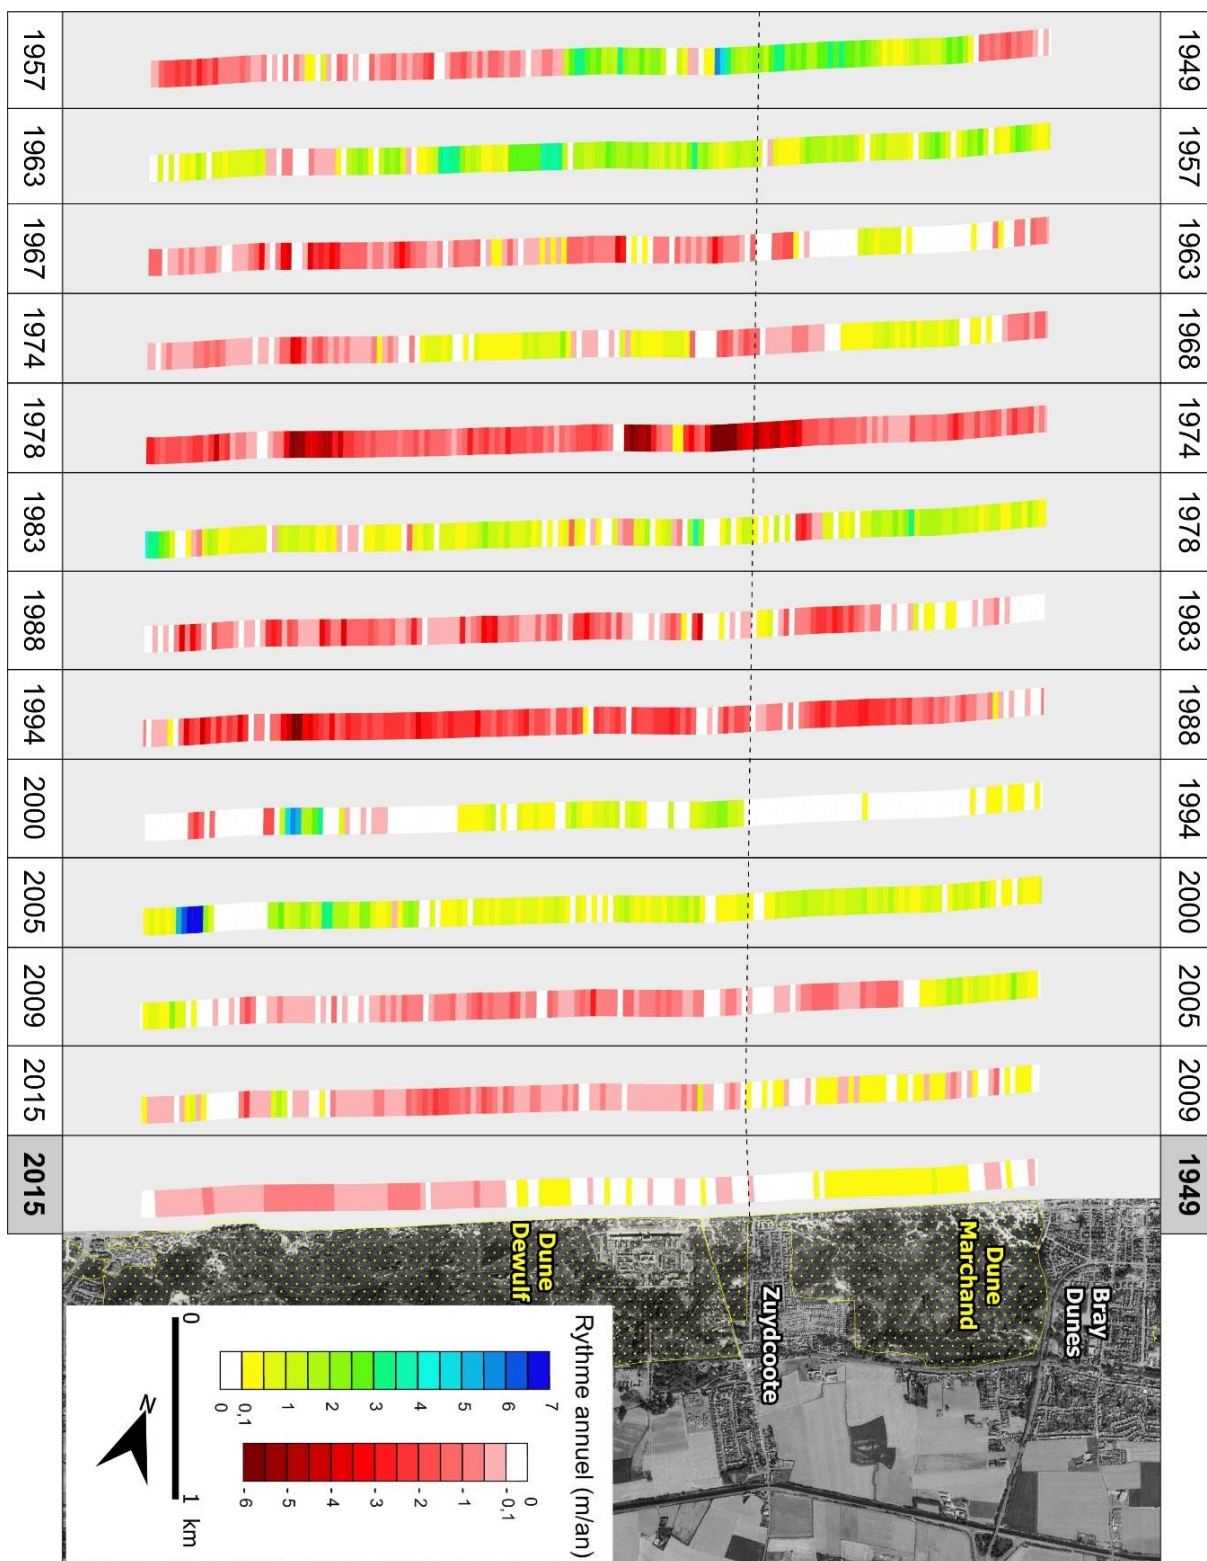 1949 1957 1963 1968 1974 1978 1983 1988 1994 2000 2005 2009 1949
Bray
Dunes
Dune
Marchand
Zuydcoote
Dune
Dewulf
Rythme annuel (m/an)
7
6
5
4
3
2
1
0,1
0
0
-0,1
-1
-2
-3
-4
-5
-6
N
0
1 km
1957 1963 1967 1974 1978 1983 1988 1994 2000 2005 2009 2015 2015